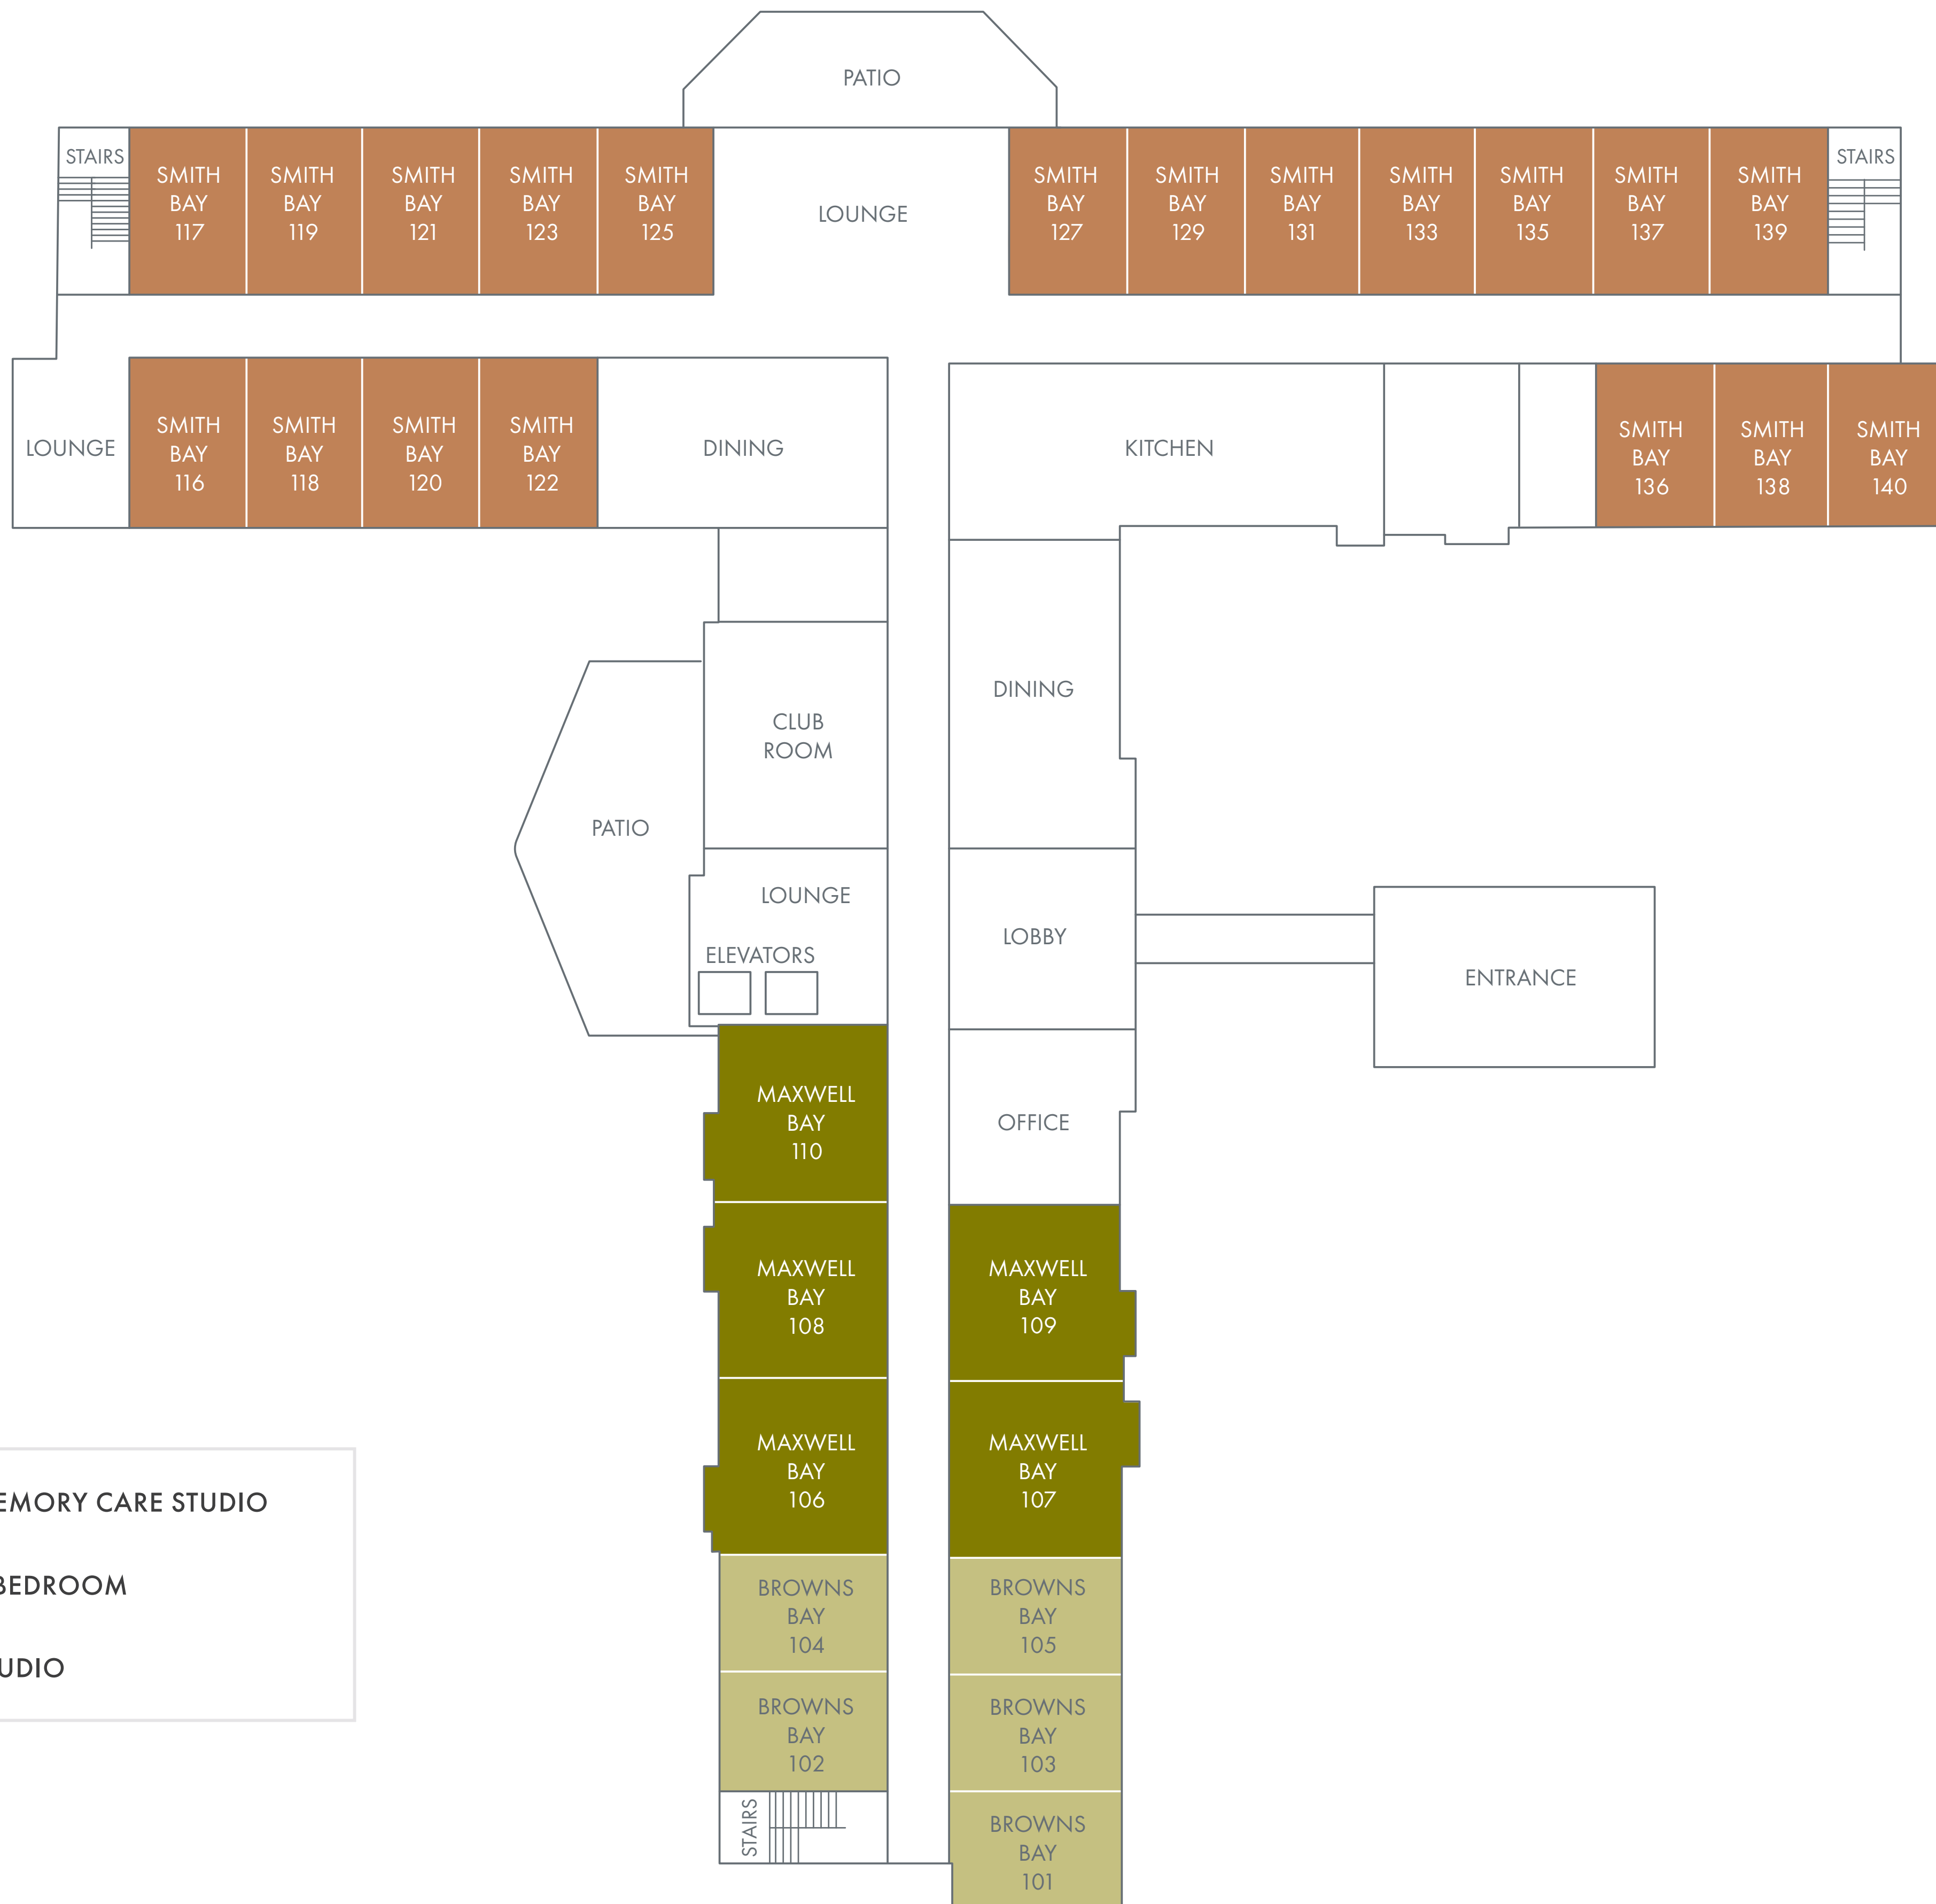 PATIO
STAIRS
SMITH
BAY
117
SMITH
BAY
119
SMITH
BAY
121
SMITH
BAY
123
SMITH
BAY
125
LOUNGE
SMITH
BAY
127
SMITH
BAY
129
SMITH
BAY
131
SMITH
BAY
133
SMITH
BAY
135
SMITH
BAY
137
SMITH
BAY
139
STAIRS
LOUNGE
SMITH
BAY
116
SMITH
BAY
118
SMITH
BAY
120
SMITH
BAY
122
DINING
KITCHEN
SMITH
BAY
136
SMITH
BAY
138
SMITH
BAY
140
DINING
CLUB
ROOM
PATIO
LOUNGE
ELEVATORS
LOBBY
ENTRANCE
OFFICE
MAXWELL
BAY
110
MAXWELL
BAY
108
MAXWELL
BAY
109
MAXWELL
BAY
106
MAXWELL
BAY
107
EMORY CARE STUDIO
BEDROOM
UDIO
BROWNS
BAY
104
BROWNS
BAY
105
BROWNS
BAY
102
BROWNS
BAY
103
STAIRS
BROWNS
BAY
101